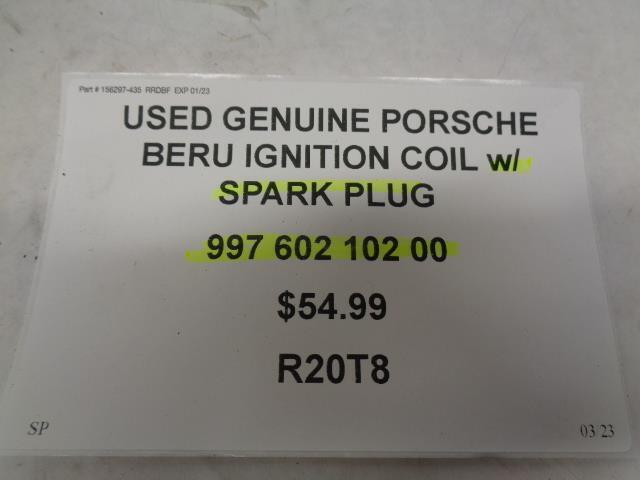 Part # 156297-435 RRDBF EXP 01/23
USED GENUINE PORSCHE
BERU IGNITION COIL w/
SPARK PLUG
997 602 102 00
$54.99
R20T8
SP
03/23